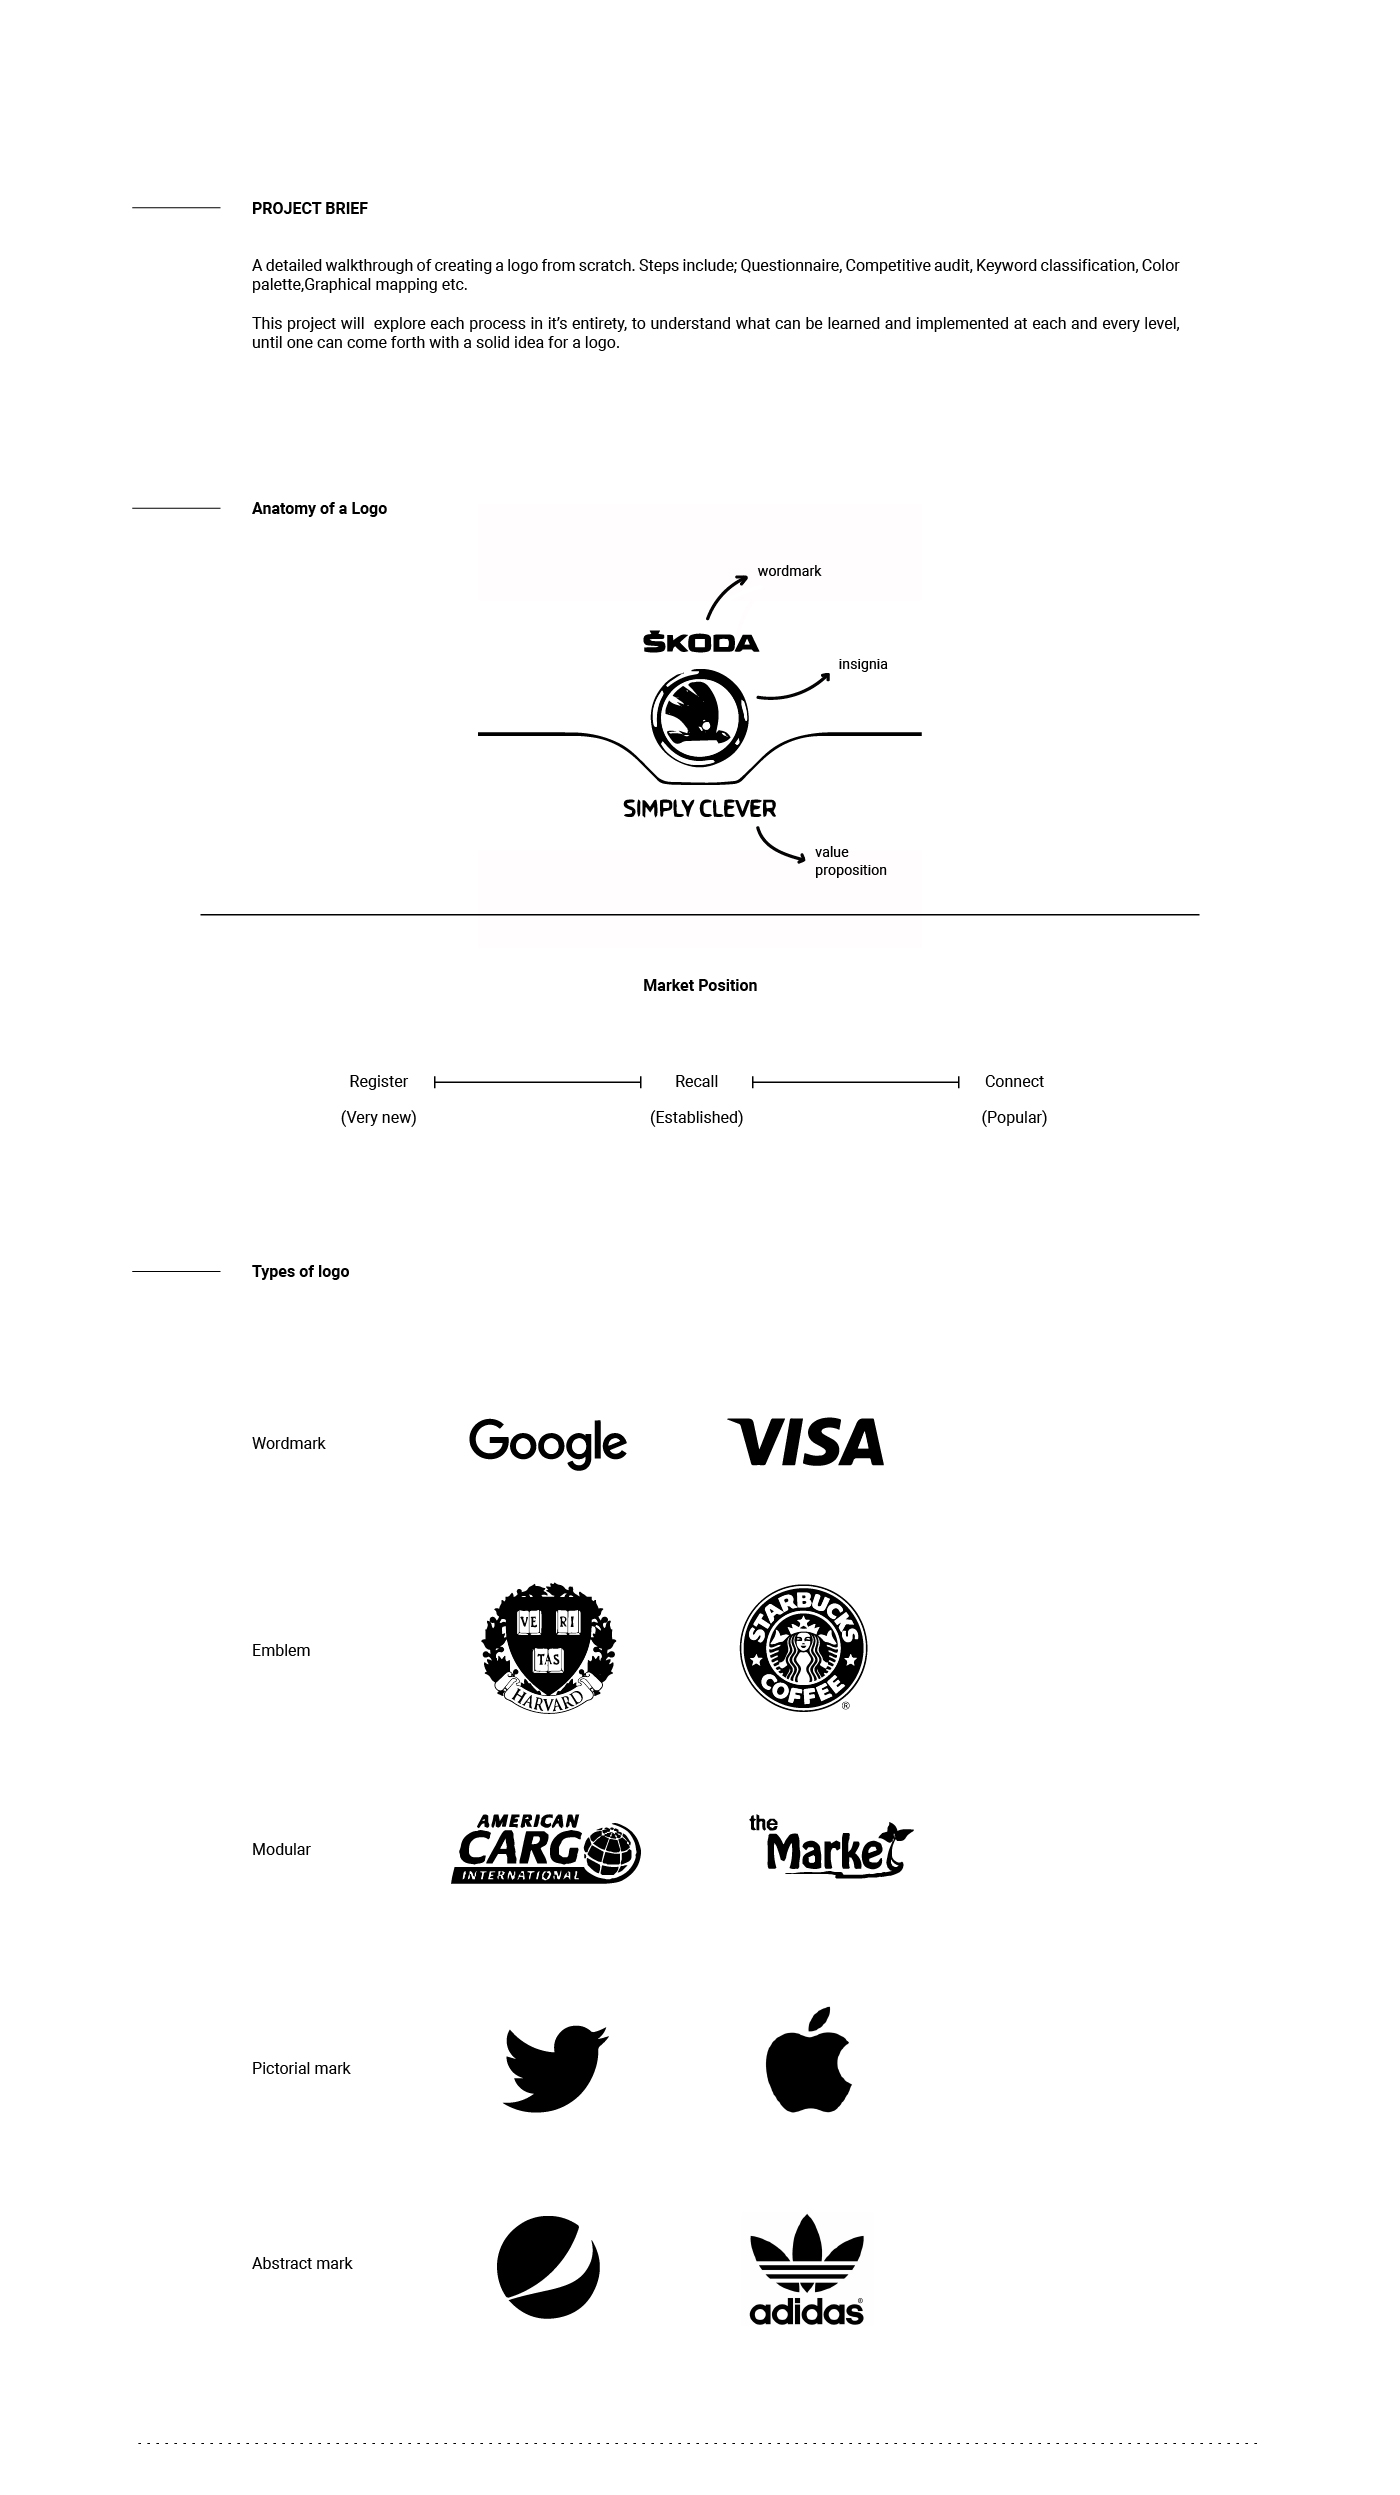 PROJECT BRIEF
A detailed walkthrough of creating a logo from scratch. Steps include; Questionnaire, Competitive audit, Keyword classification, Color
palette,Graphical mapping etc.
This project will  explore each process in it’s entirety, to understand what can be learned and implemented at each and every level,
until one can come forth with a solid idea for a logo.
Anatomy of a Logo
wordmark
ŠKODA
insignia
SIMPLY CLEVER
value
proposition
Market Position
Register
Recall
Connect
(Very new)
(Established)
(Popular)
Types of logo
Wordmark
Google
VISA
Emblem
VE RI
TAS
HARVARD
STARBUCKS
COFFEE
®
Modular
AMERICAN
CARG
INTERNATIONAL
the
Market
Pictorial mark
Abstract mark
adidas
®